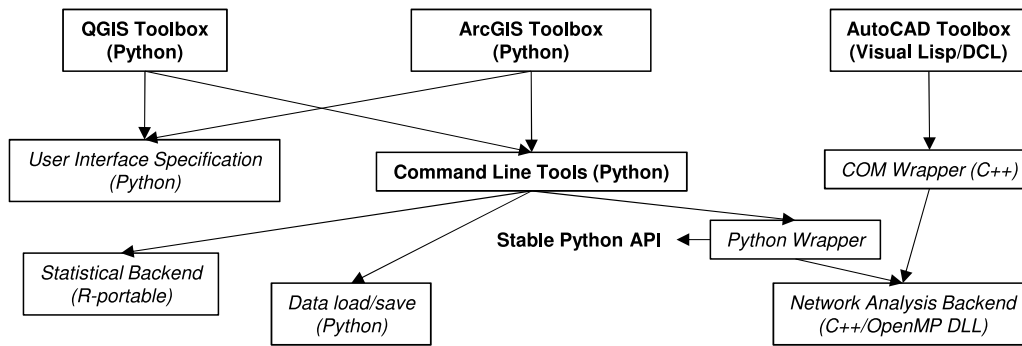 QGIS Toolbox
(Python)
ArcGIS Toolbox
(Python)
AutoCAD Toolbox
(Visual Lisp/DCL)
User Interface Specification
(Python)
Command Line Tools (Python)
COM Wrapper (C++)
Stable Python API
Python Wrapper
Statistical Backend
(R-portable)
Data load/save
(Python)
Network Analysis Backend
(C++/OpenMP DLL)